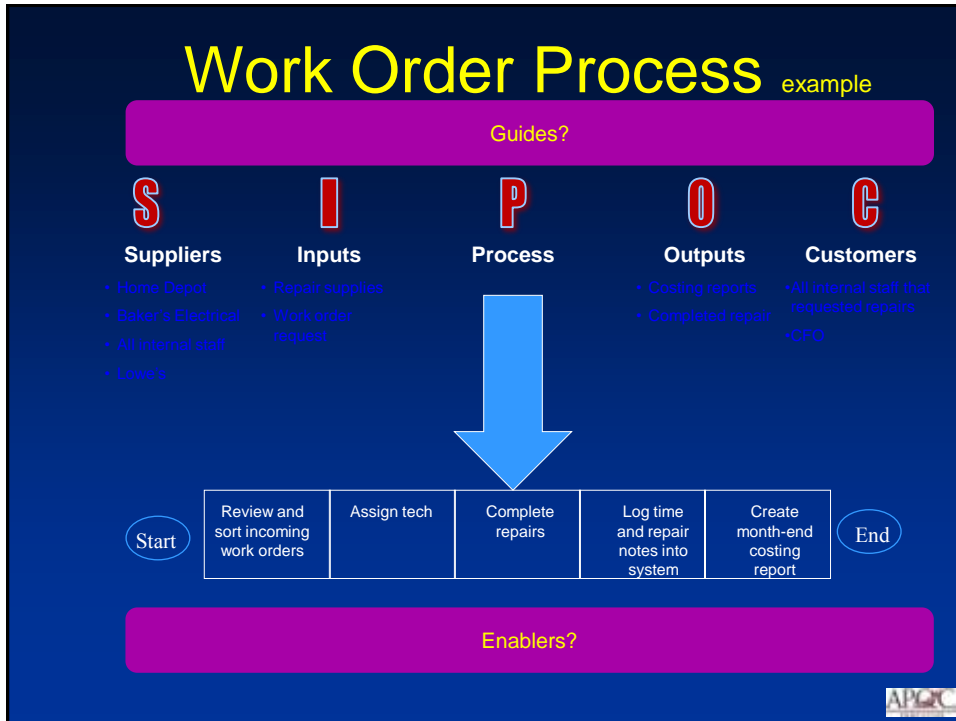 Work Order Process example
Guides?
S I P O C
Suppliers Inputs Process Outputs Customers
• Home Depot
• Baker's Electrical
• All internal staff
• Lowe's
• Repair supplies
• Work order
request
• Costing reports
• Completed repair
•All internal staff that
requested repairs
•CFO
Start
Review and
sort incoming
work orders
Assign tech
Complete
repairs
Log time
and repair
notes into
system
Create
month-end
costing
report
End
Enablers?
APQC